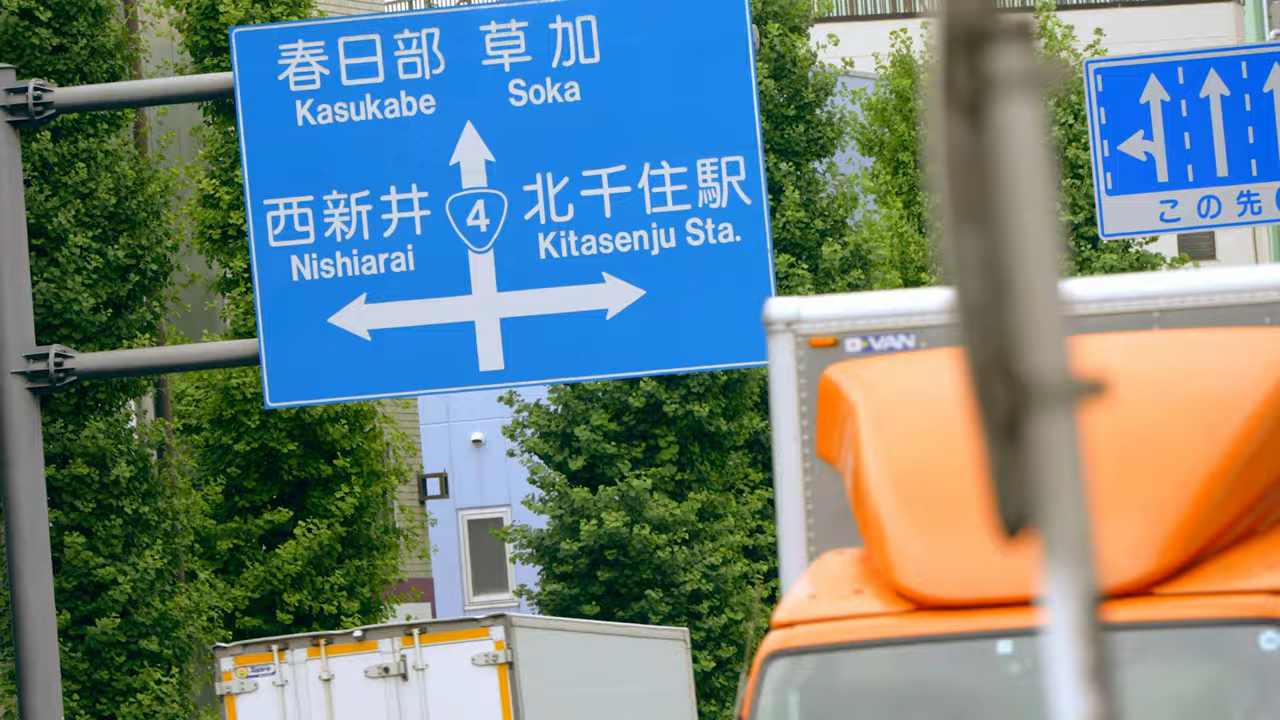 春日部 草加
Kasukabe Soka
西新井 4 北千住駅
Nishiarai Kitasenju Sta.
この先
D-VAN